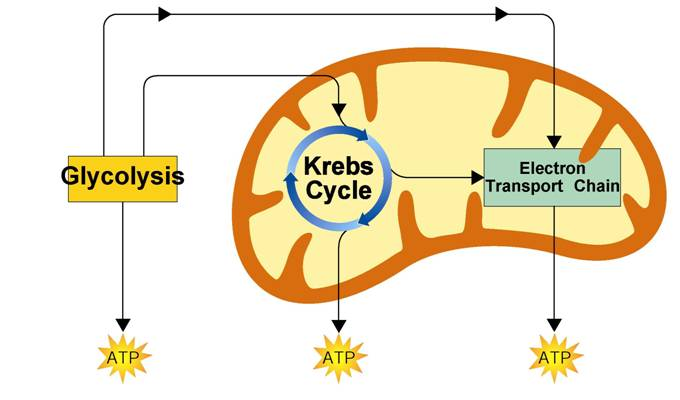 Glycolysis
Krebs
Cycle
Electron
Transport Chain
ATP
ATP
ATP